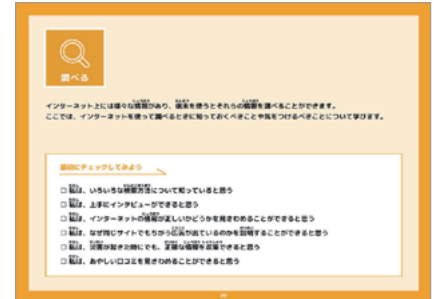 調べる
インターネット上には様々な情報があり、端末を使うとそれらの情報を調べることができます。
ここでは、インターネットを使って調べるときに知っておくべきことや気をつけるべきことについて学びます。
最初にチェックしてみよう
□ 私は、いろいろな検索方法について知っていると思う
□ 私は、上手にインタビューができると思う
□ 私は、インターネットの情報が正しいかどうかを見きわめることができると思う
□ 私は、なぜ同じサイトでもちがう広告が出ているのかを説明することができると思う
□ 私は、災害が起きた時にでも、正確な情報を収集できると思う
□ 私は、あやしい口コミを見きわめることができると思う